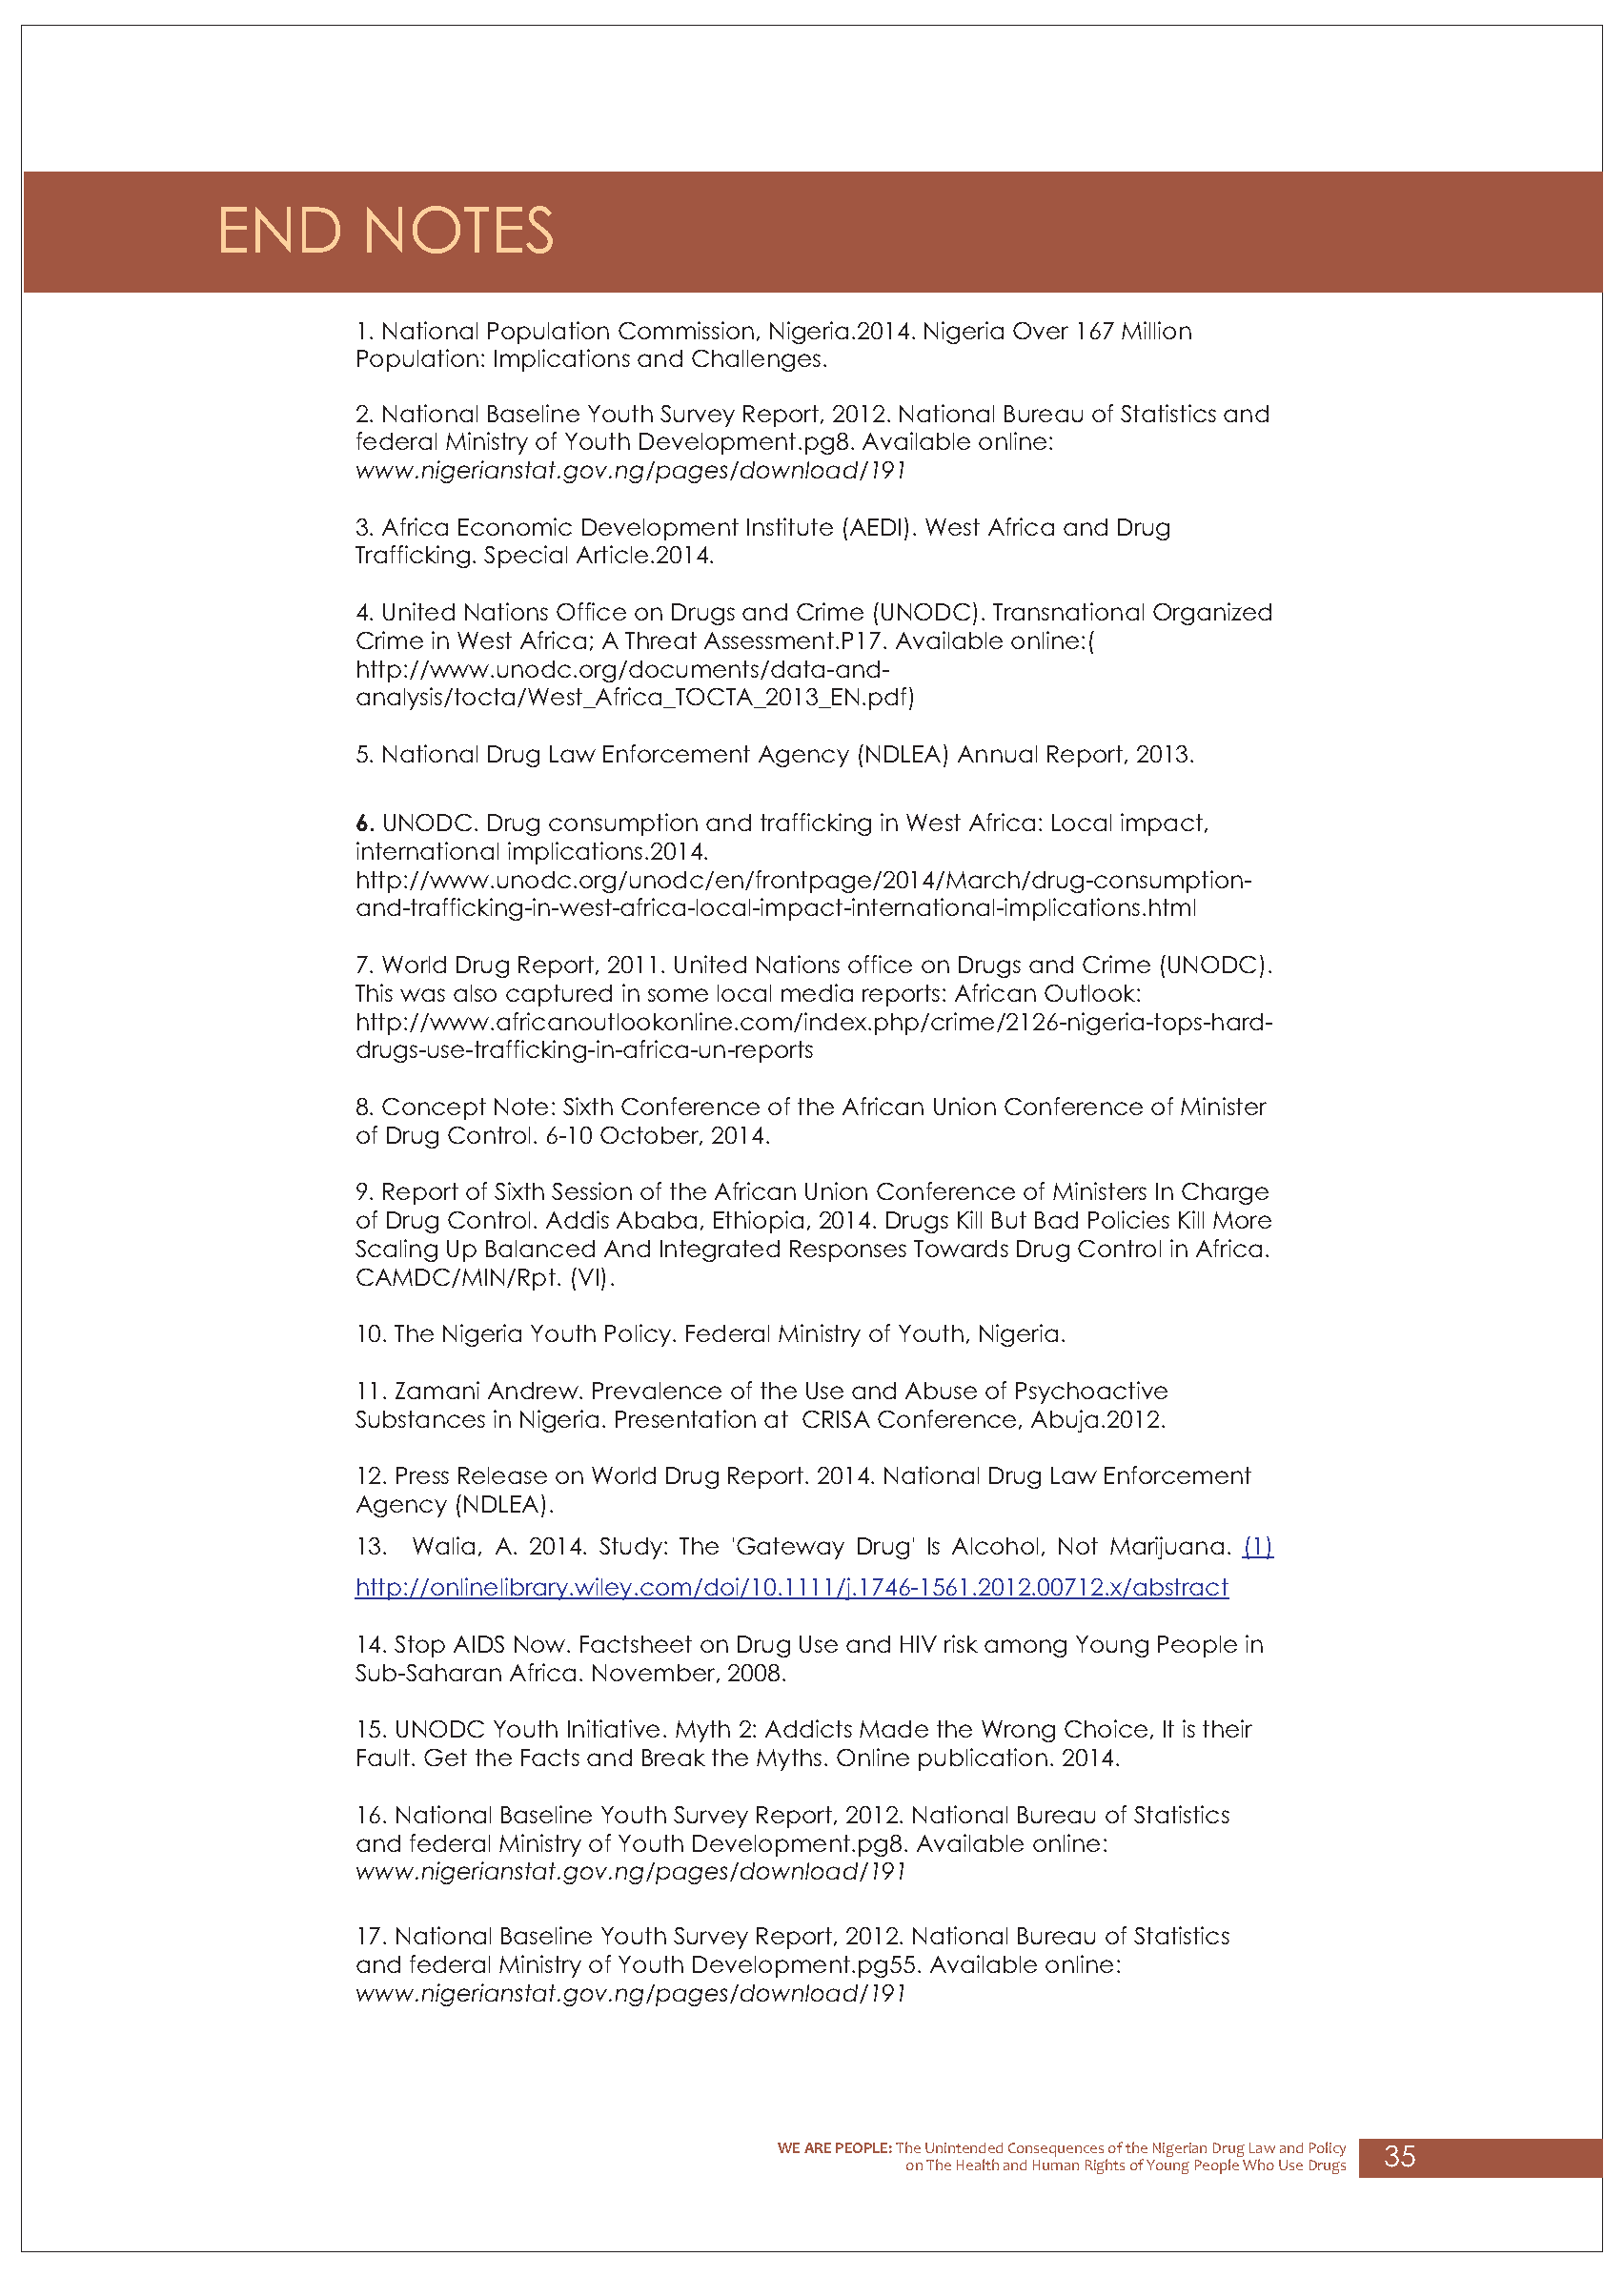 END NOTES
1. National Population Commission, Nigeria.2014. Nigeria Over 167 Million
Population: Implications and Challenges.
2. National Baseline Youth Survey Report, 2012. National Bureau of Statistics and
federal Ministry of Youth Development.pg8. Available online:
www.nigerianstat.gov.ng/pages/download/191
3. Africa Economic Development Institute (AEDI). West Africa and Drug
Trafficking. Special Article.2014.
4. United Nations Office on Drugs and Crime (UNODC). Transnational Organized
Crime in West Africa; A Threat Assessment.P17. Available online:(
http://www.unodc.org/documents/data-and-
analysis/tocta/West_Africa_TOCTA_2013_EN.pdf)
5. National Drug Law Enforcement Agency (NDLEA) Annual Report, 2013.
6. UNODC. Drug consumption and trafficking in West Africa: Local impact,
international implications.2014.
http://www.unodc.org/unodc/en/frontpage/2014/March/drug-consumption-
and-trafficking-in-west-africa-local-impact-international-implications.html
7. World Drug Report, 2011. United Nations office on Drugs and Crime (UNODC).
This was also captured in some local media reports: African Outlook:
http://www.africanoutlookonline.com/index.php/crime/2126-nigeria-tops-hard-
drugs-use-trafficking-in-africa-un-reports
8. Concept Note: Sixth Conference of the African Union Conference of Minister
of Drug Control. 6-10 October, 2014.
9. Report of Sixth Session of the African Union Conference of Ministers In Charge
of Drug Control. Addis Ababa, Ethiopia, 2014. Drugs Kill But Bad Policies Kill More
Scaling Up Balanced And Integrated Responses Towards Drug Control in Africa.
CAMDC/MIN/Rpt. (VI).
10. The Nigeria Youth Policy. Federal Ministry of Youth, Nigeria.
11. Zamani Andrew. Prevalence of the Use and Abuse of Psychoactive
Substances in Nigeria. Presentation at CRISA Conference, Abuja.2012.
12. Press Release on World Drug Report. 2014. National Drug Law Enforcement
Agency (NDLEA).
13. Walia, A. 2014. Study: The 'Gateway Drug' Is Alcohol, Not Marijuana. (1)
http://onlinelibrary.wiley.com/doi/10.1111/j.1746-1561.2012.00712.x/abstract
14. Stop AIDS Now. Factsheet on Drug Use and HIV risk among Young People in
Sub-Saharan Africa. November, 2008.
15. UNODC Youth Initiative. Myth 2: Addicts Made the Wrong Choice, It is their
Fault. Get the Facts and Break the Myths. Online publication. 2014.
16. National Baseline Youth Survey Report, 2012. National Bureau of Statistics
and federal Ministry of Youth Development.pg8. Available online:
www.nigerianstat.gov.ng/pages/download/191
17. National Baseline Youth Survey Report, 2012. National Bureau of Statistics
and federal Ministry of Youth Development.pg55. Available online:
www.nigerianstat.gov.ng/pages/download/191
WE ARE PEOPLE: The Unintended Consequences of the Nigerian Drug Law and Policy
on The Health and Human Rights of Young People Who Use Drugs
35